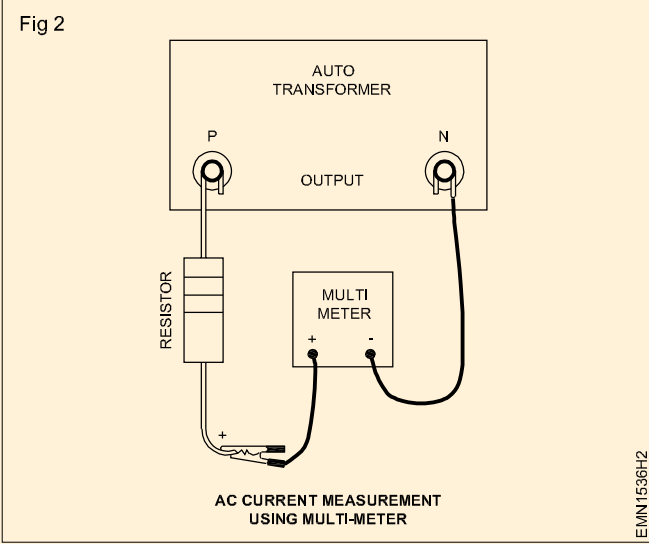 Fig 2
AUTO
TRANSFORMER
P
N
OUTPUT
RESISTOR
MULTI
METER
+
-
+
AC CURRENT MEASUREMENT
USING MULTI-METER
EMN1536H2